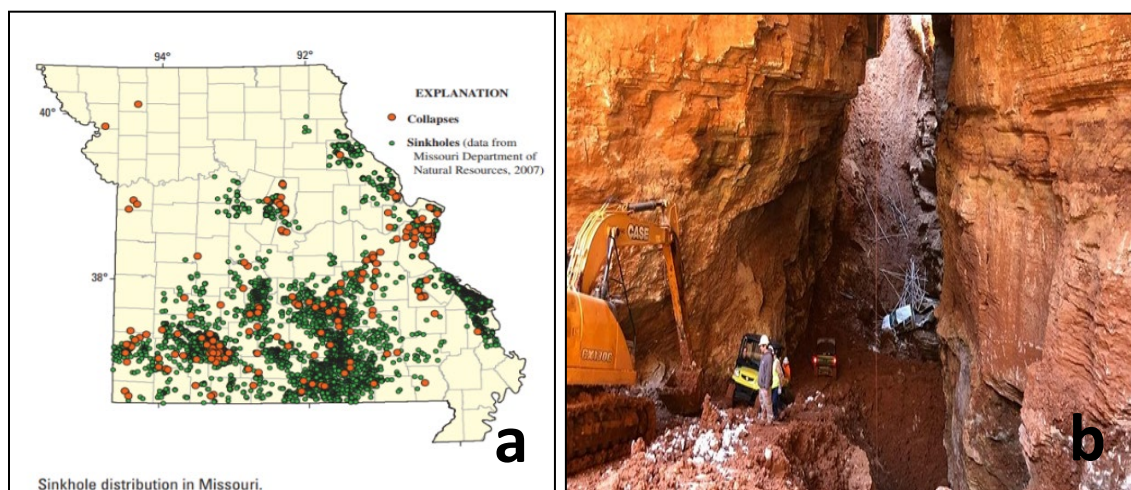 94°
92°
40°
EXPLANATION
Collapses
Sinkholes (data from
Missouri Department of
Natural Resources, 2007)
38°
Sinkhole distribution in Missouri.
a
CASE
CX130C
b